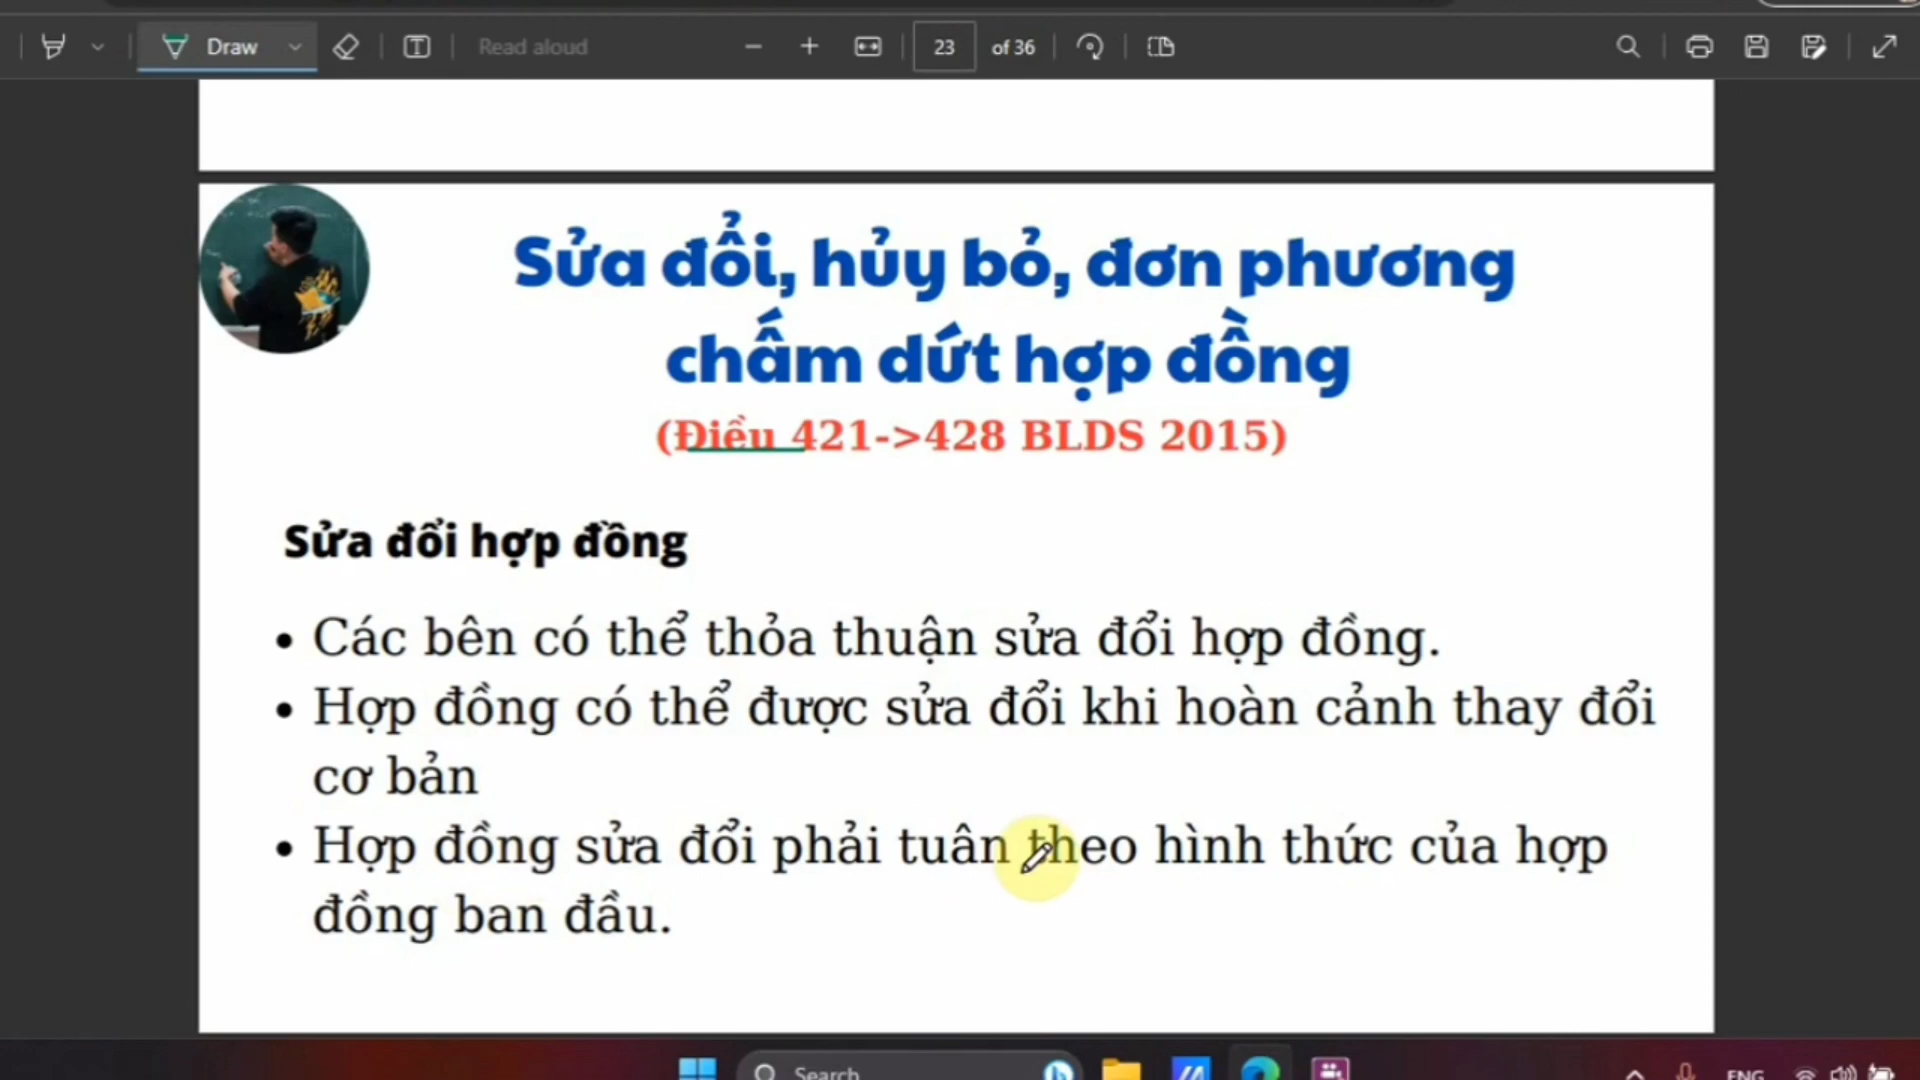 Draw
Read aloud
23 of 36
Sửa đổi, hủy bỏ, đơn phương
chấm dứt hợp đồng
(Điều 421->428 BLDS 2015)
Sửa đổi hợp đồng
• Các bên có thể thỏa thuận sửa đổi hợp đồng.
• Hợp đồng có thể được sửa đổi khi hoàn cảnh thay đổi
cơ bản
• Hợp đồng sửa đổi phải tuân theo hình thức của hợp
đồng ban đầu.
Search
ENG